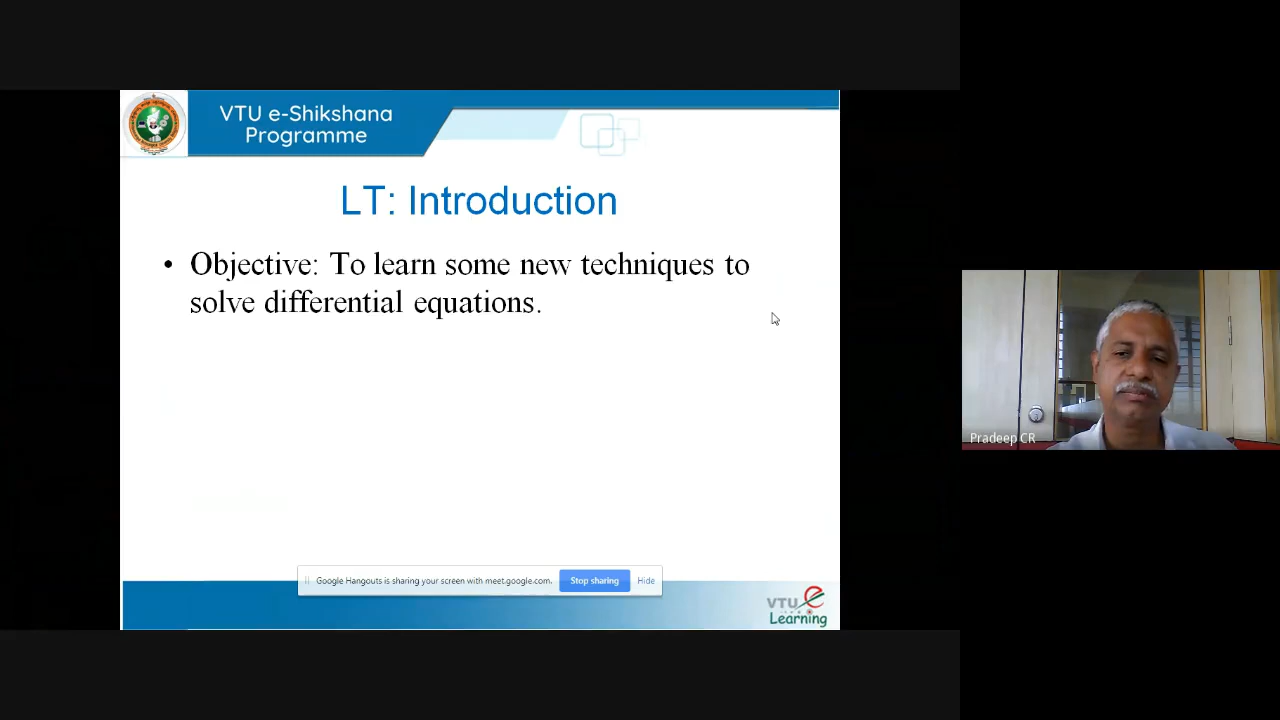 VTU e-Shikshana
Programme
LT: Introduction
• Objective: To learn some new techniques to
solve differential equations.
Pradeep CR
Google Hangouts is sharing your screen with meet.google.com.
Stop sharing
Hide
VTU e
Learning